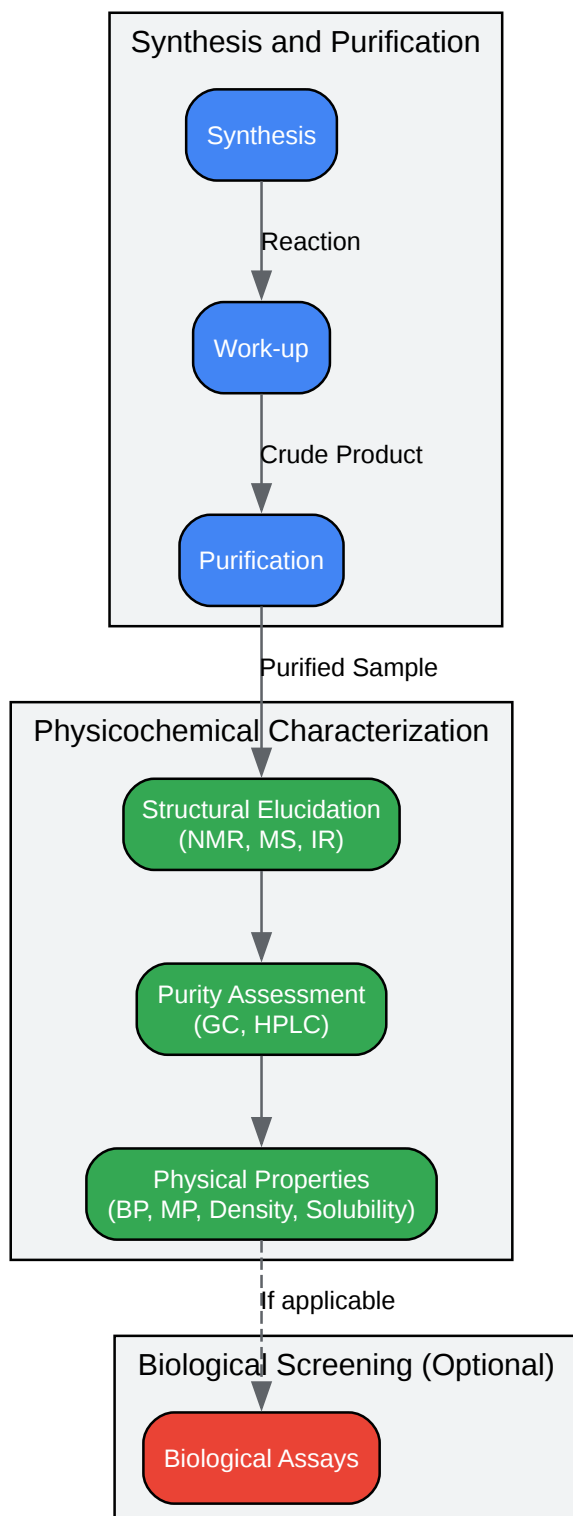 Synthesis and Purification
Synthesis
Reaction
Work-up
Crude Product
Purification
Purified Sample
Physicochemical Characterization
Structural Elucidation
(NMR, MS, IR)
Purity Assessment
(GC, HPLC)
Physical Properties
(BP, MP, Density, Solubility)
If applicable
Biological Screening (Optional)
Biological Assays